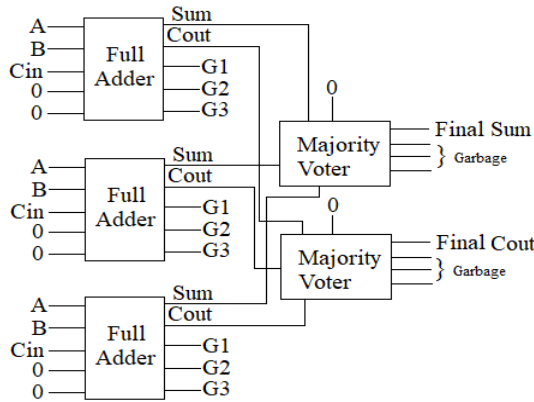 A
B
Cin
0
0
Full
Adder
Sum
Cout
G1
G2
G3
0
Majority
Voter
Final Sum
} Garbage
A
B
Cin
0
0
Full
Adder
Sum
Cout
G1
G2
G3
0
Majority
Voter
Final Cout
} Garbage
A
B
Cin
0
0
Full
Adder
Sum
Cout
G1
G2
G3